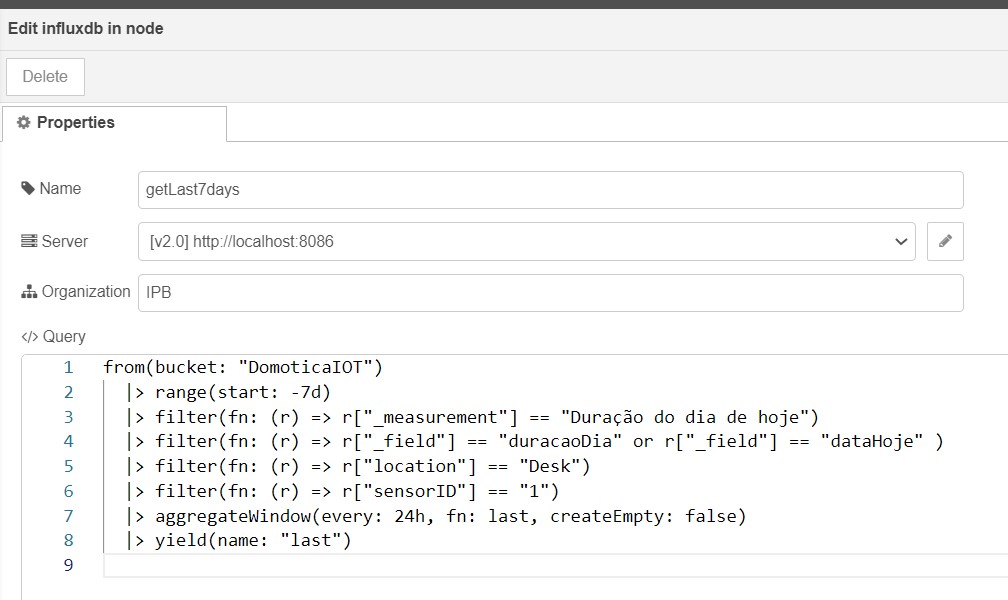 Edit influxdb in node
Delete
Properties
Name
getLast7days
Server
[v2.0] http://localhost:8086
Organization
IPB
</> Query
1 from(bucket: "DomoticaIOT")
2 |> range(start: -7d)
3 |> filter(fn: (r) => r["_measurement"] == "Duração do dia de hoje")
4 |> filter(fn: (r) => r["_field"] == "duracaoDia" or r["_field"] == "dataHoje" )
5 |> filter(fn: (r) => r["location"] == "Desk")
6 |> filter(fn: (r) => r["sensorID"] == "1")
7 |> aggregateWindow(every: 24h, fn: last, createEmpty: false)
8 |> yield(name: "last")
9